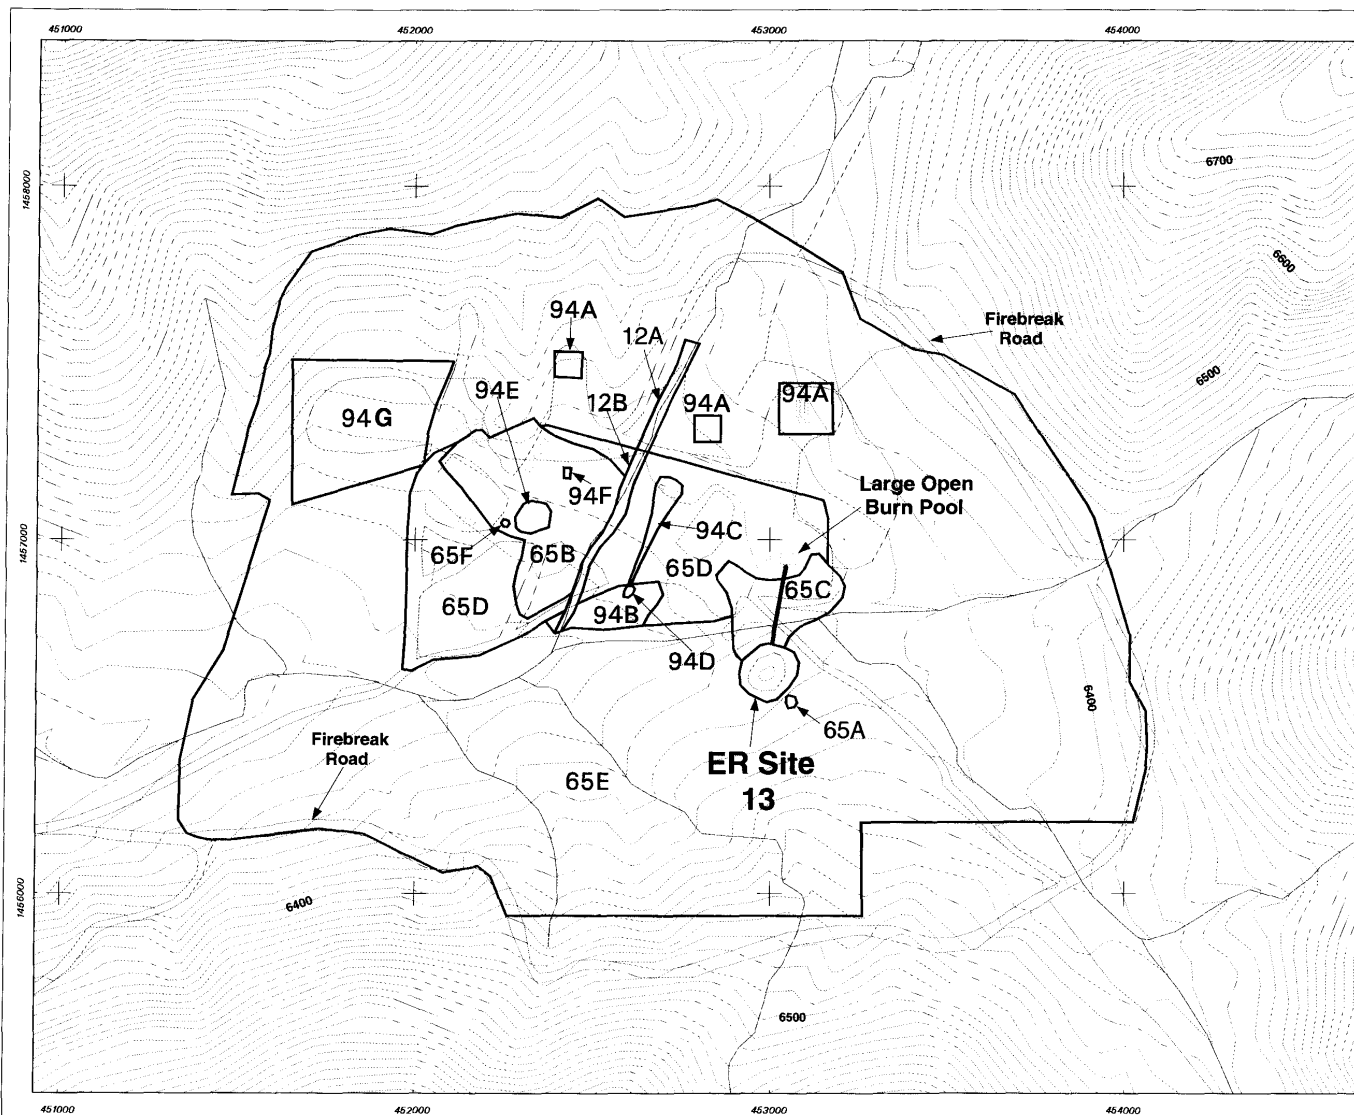 451000
452000
453000
454000
6700
1458000
6600
Firebreak
Road
94A
12A
6500
94E
94A
94A
12B
94G
Large Open
Burn Pool
94F
1457000
94C
65F
65B
65D
65C
65D
94B
94D
6400
65A
Firebreak
Road
ER Site
13
65E
1456000
6400
6500
451000
452000
453000
454000